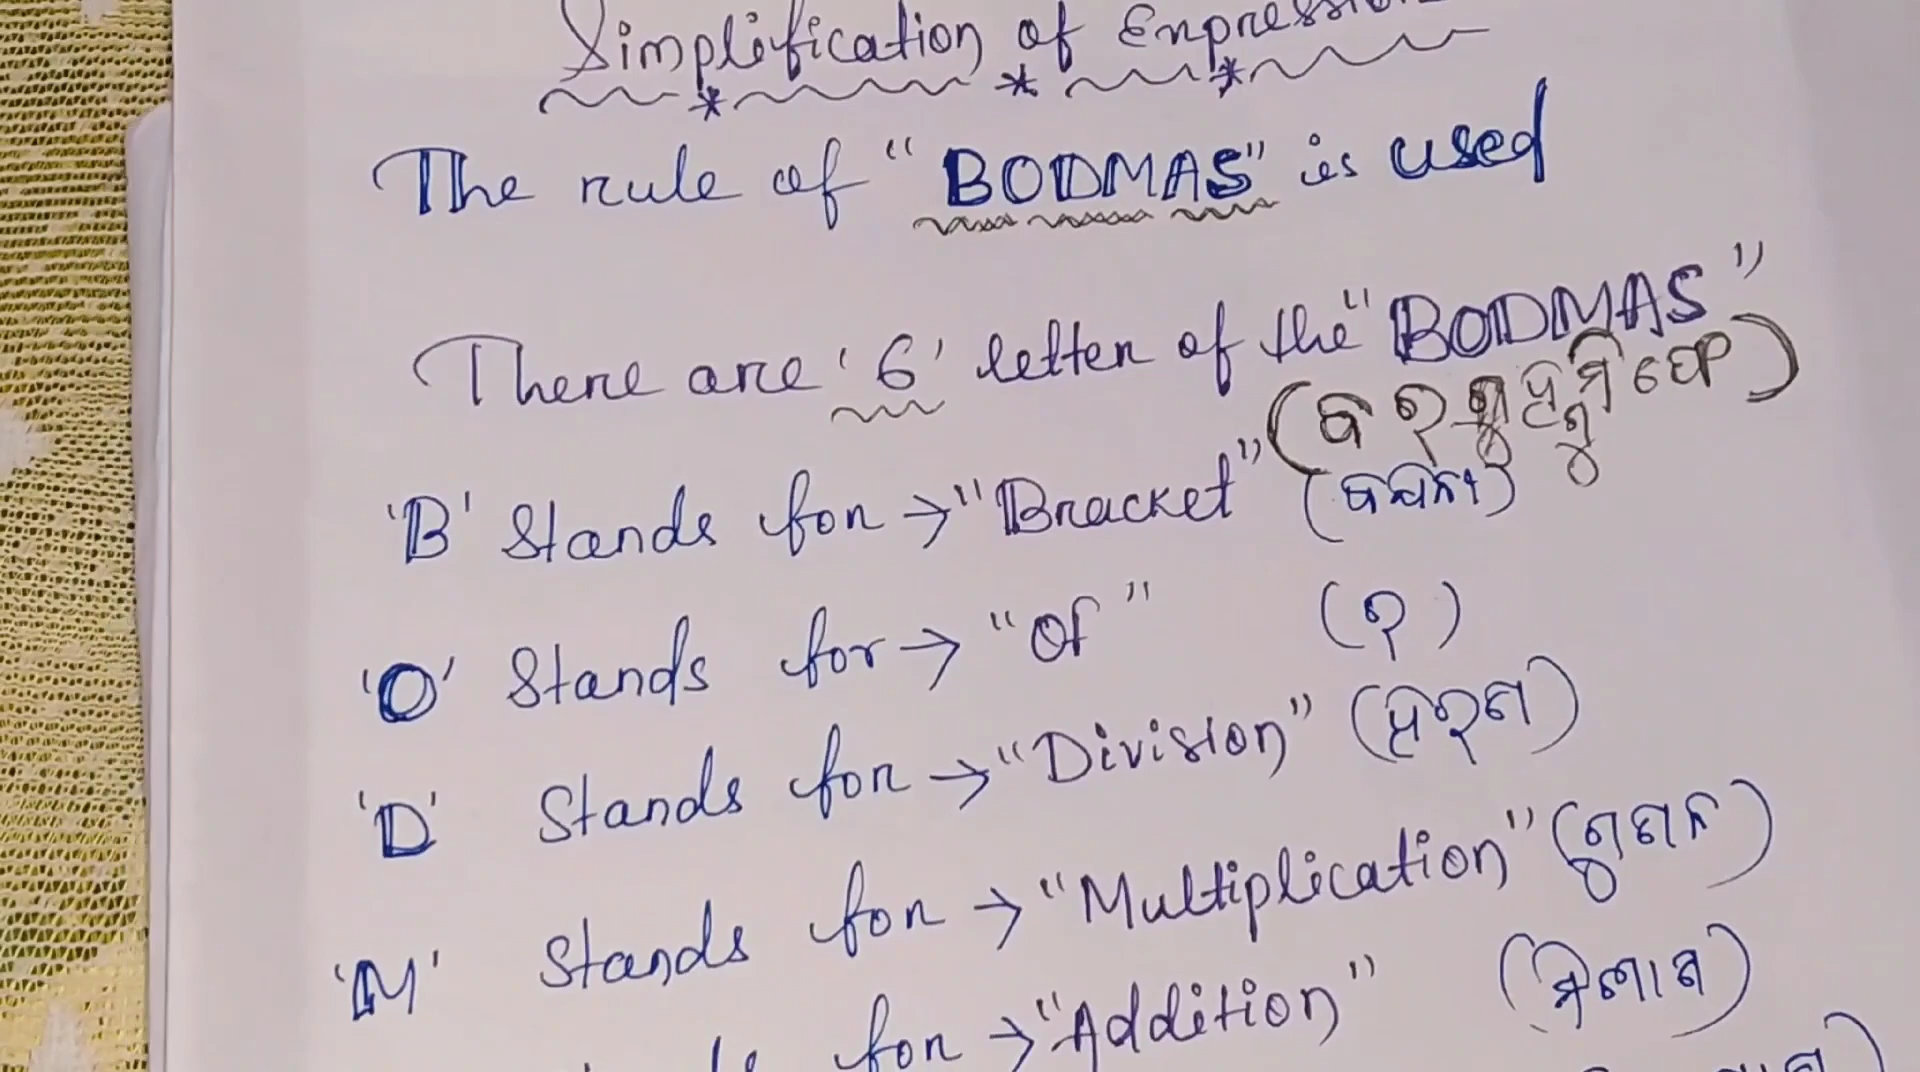 Simplification of Expression
The rule of "BODMAS" is used
There are '6' letter of the "BODMAS"
'B' Stands for → "Bracket" (ବନ୍ଧନୀ)
'O' Stands for → "Of" (ର)
'D' Stands for → "Division" (ହରଣ)
'M' Stands for → "Multiplication" (ଗୁଣନ)
for → "Addition" (ମିଶାଣ)